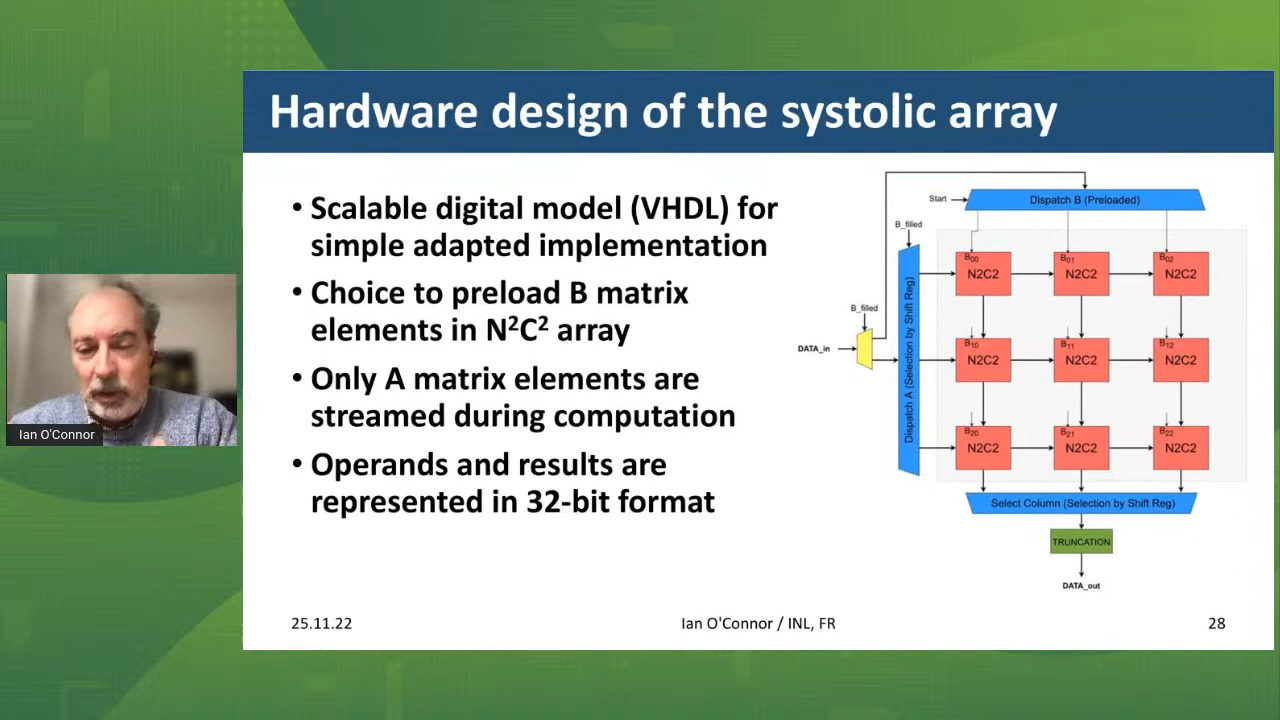 Hardware design of the systolic array
• Scalable digital model (VHDL) for
simple adapted implementation
• Choice to preload B matrix
elements in N²C² array
• Only A matrix elements are
streamed during computation
• Operands and results are
represented in 32-bit format
Start
Dispatch B (Preloaded)
B_filled
B_filled
DATA_in
Dispatch A (Selection by Shift Reg)
B00
N2C2
B01
N2C2
B02
N2C2
B10
N2C2
B11
N2C2
B12
N2C2
B20
N2C2
B21
N2C2
B22
N2C2
Select Column (Selection by Shift Reg)
TRUNCATION
DATA_out
Ian O'Connor
25.11.22
Ian O'Connor / INL, FR
28